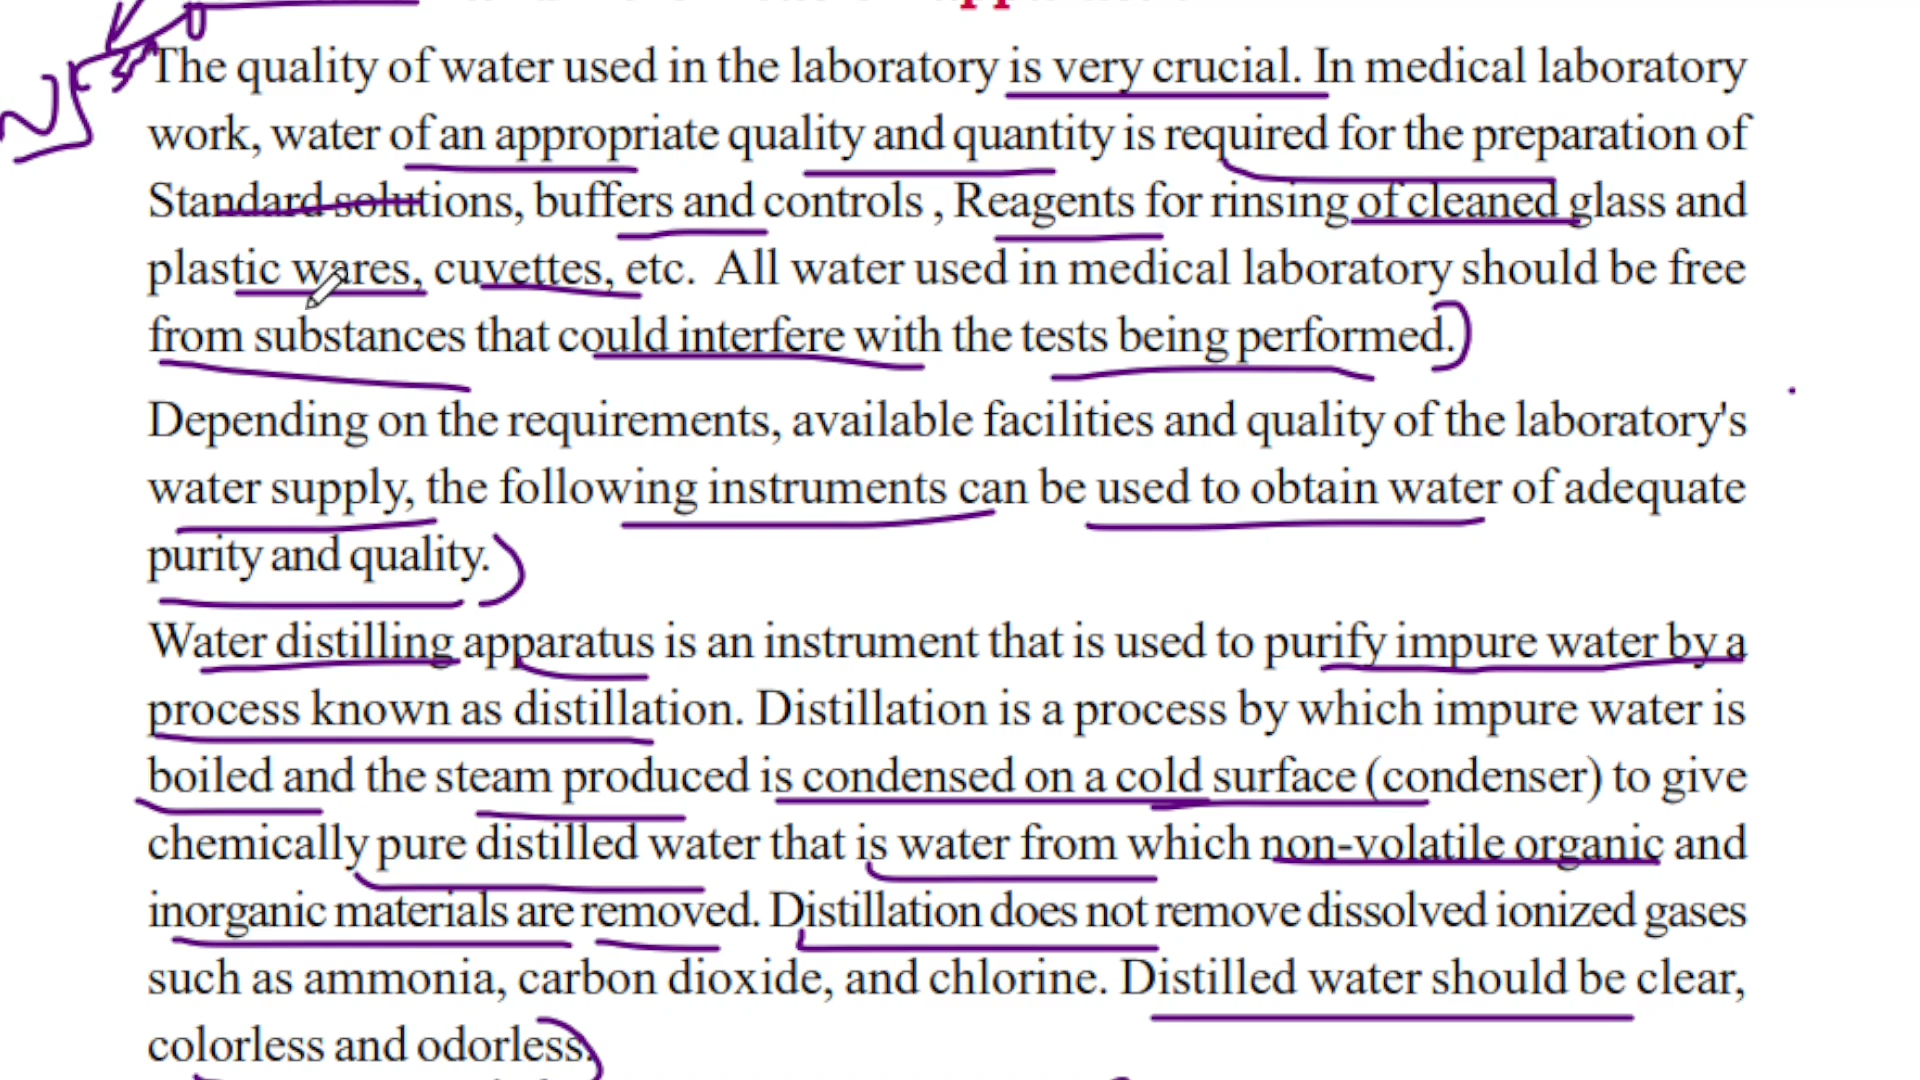 The quality of water used in the laboratory is very crucial. In medical laboratory
work, water of an appropriate quality and quantity is required for the preparation of
Standard solutions, buffers and controls , Reagents for rinsing of cleaned glass and
plastic wares, cuvettes, etc. All water used in medical laboratory should be free
from substances that could interfere with the tests being performed.
Depending on the requirements, available facilities and quality of the laboratory's
water supply, the following instruments can be used to obtain water of adequate
purity and quality.
Water distilling apparatus is an instrument that is used to purify impure water by a
process known as distillation. Distillation is a process by which impure water is
boiled and the steam produced is condensed on a cold surface (condenser) to give
chemically pure distilled water that is water from which non-volatile organic and
inorganic materials are removed. Distillation does not remove dissolved ionized gases
such as ammonia, carbon dioxide, and chlorine. Distilled water should be clear,
colorless and odorless.